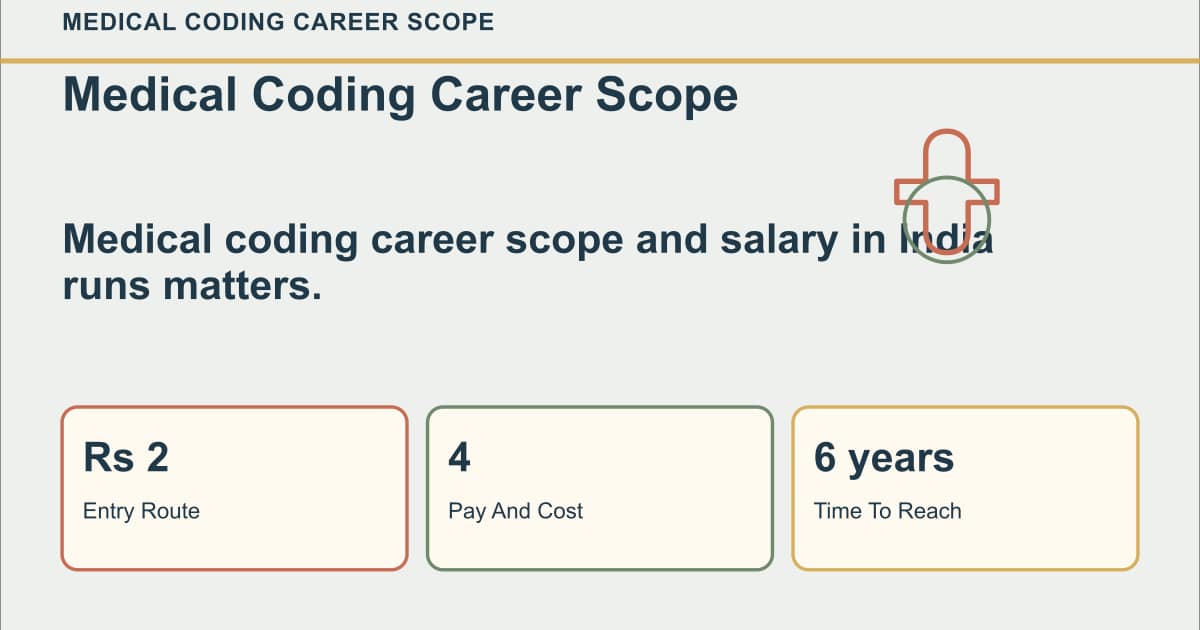 MEDICAL CODING CAREER SCOPE
Medical Coding Career Scope
Medical coding career scope and salary in India
runs matters.
Rs 2
Entry Route
4
Pay And Cost
6 years
Time To Reach